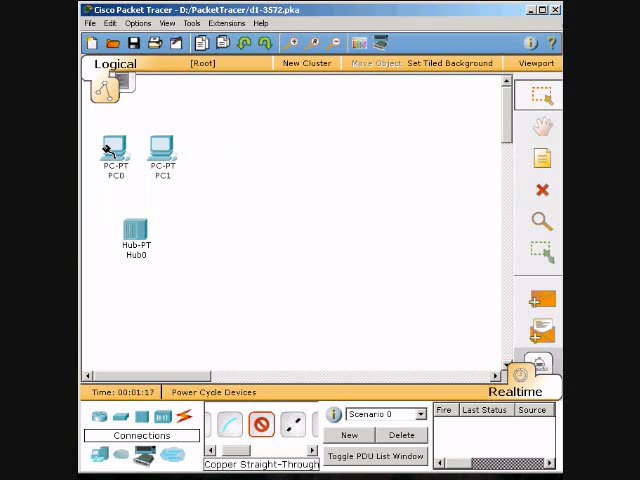 Cisco Packet Tracer - D:/PacketTracer/d1-3572.pka
File Edit Options View Tools Extensions Help
Logical [Root] New Cluster Move Object Set Tiled Background Viewport
PC-PT PC-PT
PC0 PC1
Hub-PT
Hub0
Time: 00:01:17 Power Cycle Devices Realtime
Scenario 0 Fire Last Status Source
Connections New Delete
Toggle PDU List Window
Copper Straight-Through